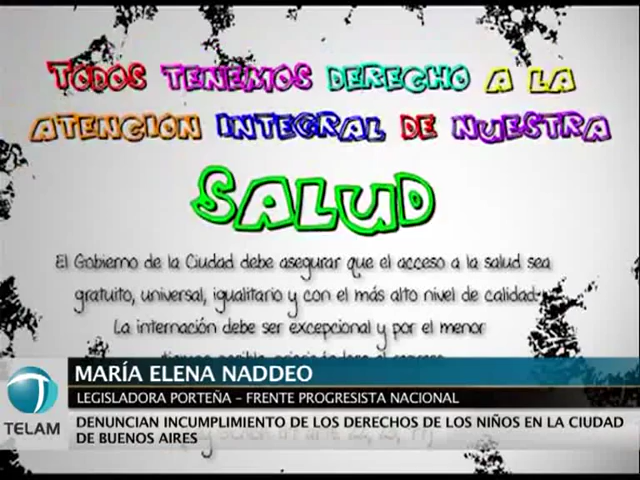 TODOS TENEMOS DERECHO A LA
ATENCIÓN INTEGRAL DE NUESTRA
SALUD
El Gobierno de la Ciudad debe asegurar que el acceso a la salud sea
gratuito, universal, igualitario y con el más alto nivel de calidad.
La internación debe ser excepcional y por el menor
MARÍA ELENA NADDEO
LEGISLADORA PORTEÑA – FRENTE PROGRESISTA NACIONAL
TELAM
DENUNCIAN INCUMPLIMIENTO DE LOS DERECHOS DE LOS NIÑOS EN LA CIUDAD
DE BUENOS AIRES